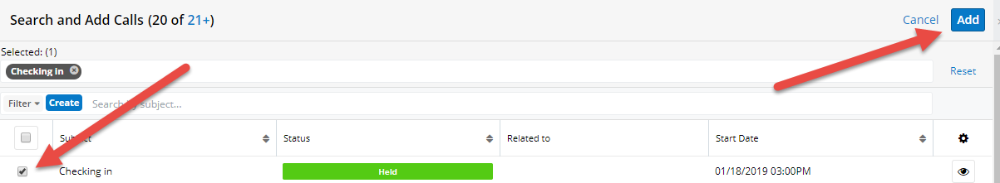 Search and Add Calls (20 of 21+) Cancel Add
Selected: (1)
Checking In Reset
Filter Create Search by subject...
Subject Status Related to Start Date
Checking in Held 01/18/2019 03:00PM